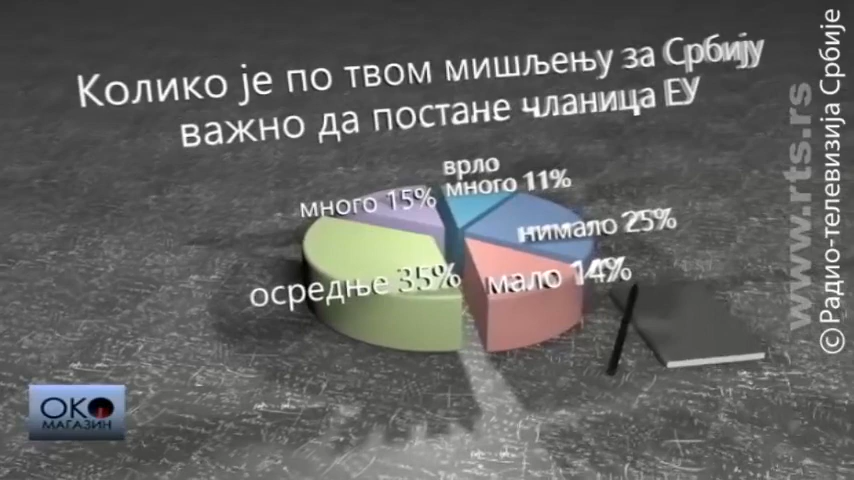 Колико је по твом мишљењу за Србију
важно да постане чланица ЕУ
врло
много 11%
много 15%
нимало 25%
осредње 35%
мало 14%
ОКО
МАГАЗИН
www.rts.rs
© Радио-телевизија Србије